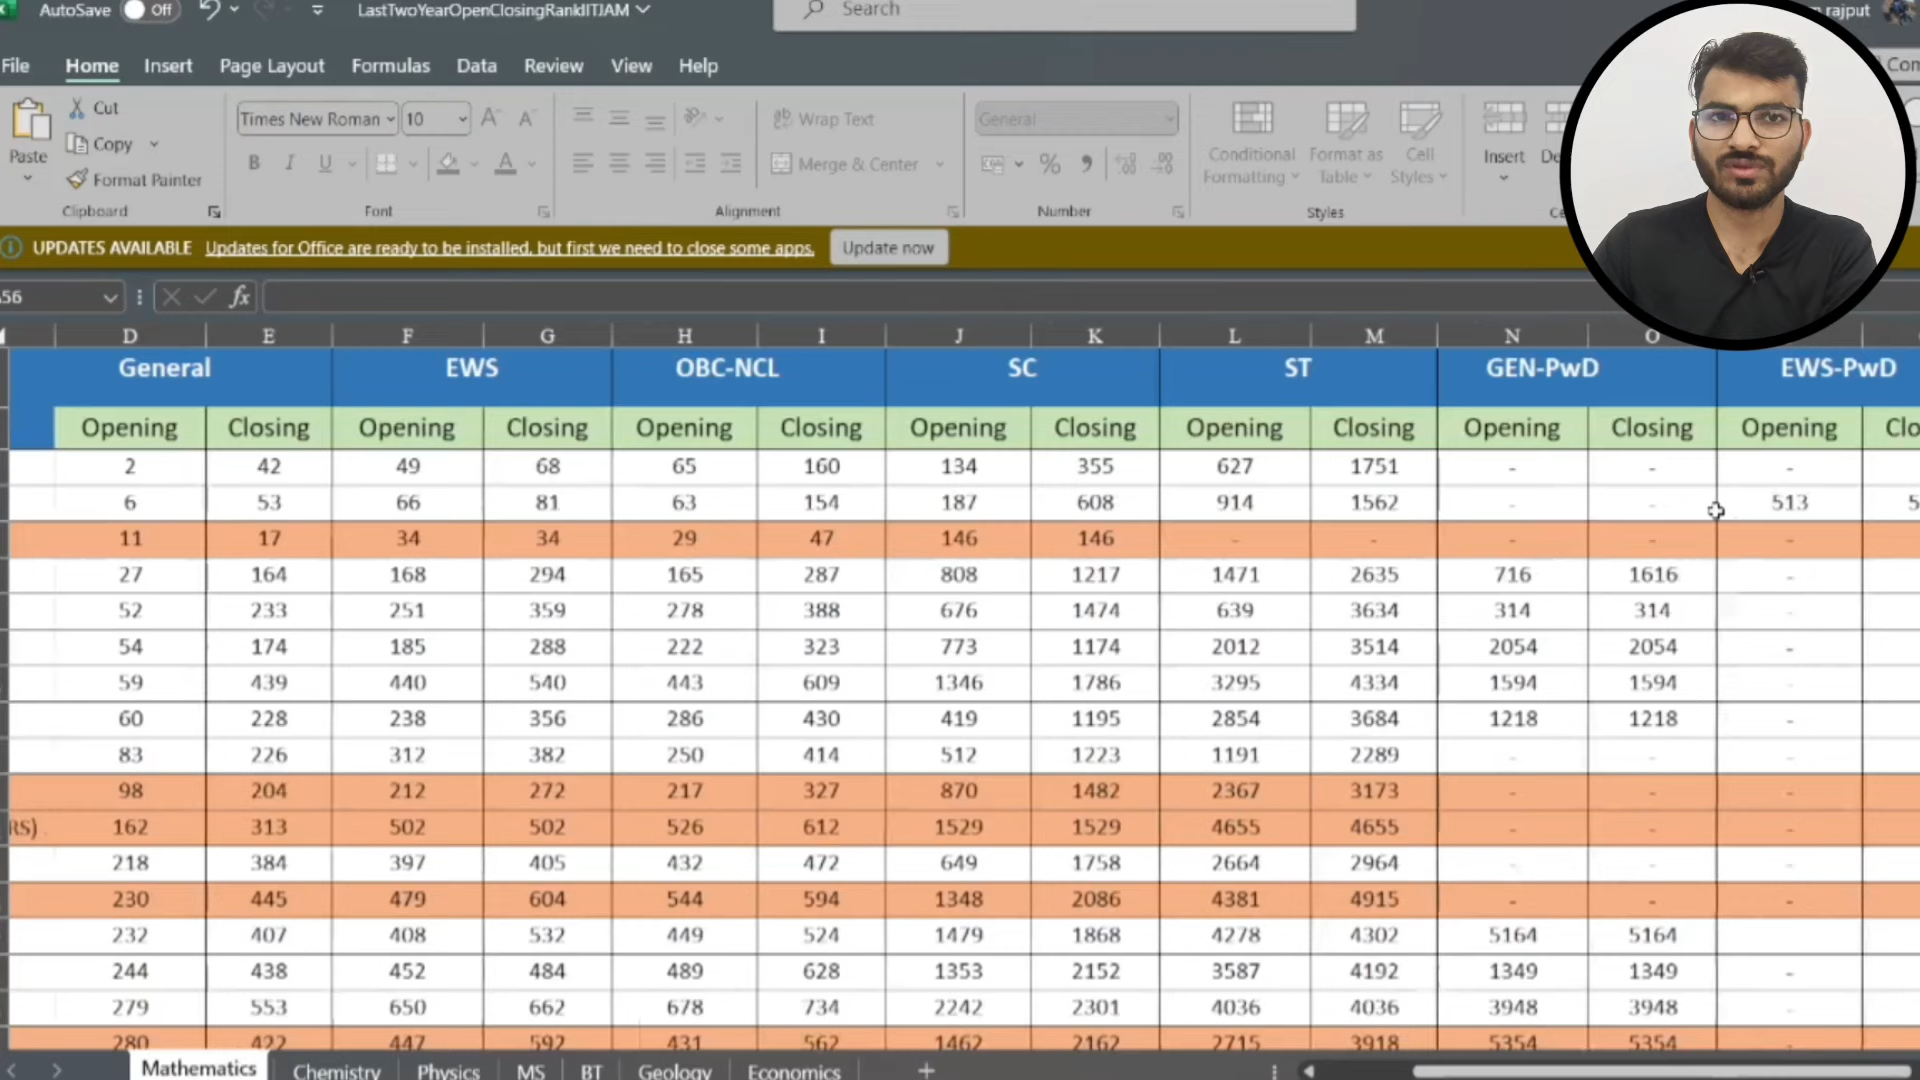 AutoSave Off LastTwoYearOpenClosingRankIITJAM Search rajput
File Home Insert Page Layout Formulas Data Review View Help
Paste Cut Copy Format Painter Clipboard
Times New Roman 10 B I U Font
Wrap Text Merge & Center Alignment
General % Number
Conditional Formatting Format as Table Cell Styles Styles
Insert
UPDATES AVAILABLE Updates for Office are ready to be installed, but first we need to close some apps. Update now
fx
D E F G H I J K L M N O
General EWS OBC-NCL SC ST GEN-PwD EWS-PwD
Opening Closing Opening Closing Opening Closing Opening Closing Opening Closing Opening Closing Opening
2 42 49 68 65 160 134 355 627 1751 - - -
6 53 66 81 63 154 187 608 914 1562 - - 513
11 17 34 34 29 47 146 146 - - - - -
27 164 168 294 165 287 808 1217 1471 2635 716 1616 -
52 233 251 359 278 388 676 1474 639 3634 314 314
54 174 185 288 222 323 773 1174 2012 3514 2054 2054 -
59 439 440 540 443 609 1346 1786 3295 4334 1594 1594 -
60 228 238 356 286 430 419 1195 2854 3684 1218 1218 -
83 226 312 382 250 414 512 1223 1191 2289 - - -
98 204 212 272 217 327 870 1482 2367 3173 - - -
RS) 162 313 502 502 526 612 1529 1529 4655 4655 - - -
218 384 397 405 432 472 649 1758 2664 2964 - - -
230 445 479 604 544 594 1348 2086 4381 4915 - - -
232 407 408 532 449 524 1479 1868 4278 4302 5164 5164
244 438 452 484 489 628 1353 2152 3587 4192 1349 1349 -
279 553 650 662 678 734 2242 2301 4036 4036 3948 3948 -
280 422 447 592 431 562 1462 2162 2715 3918 5354 5354 -
Mathematics Chemistry Physics MS BT Geology Economics +